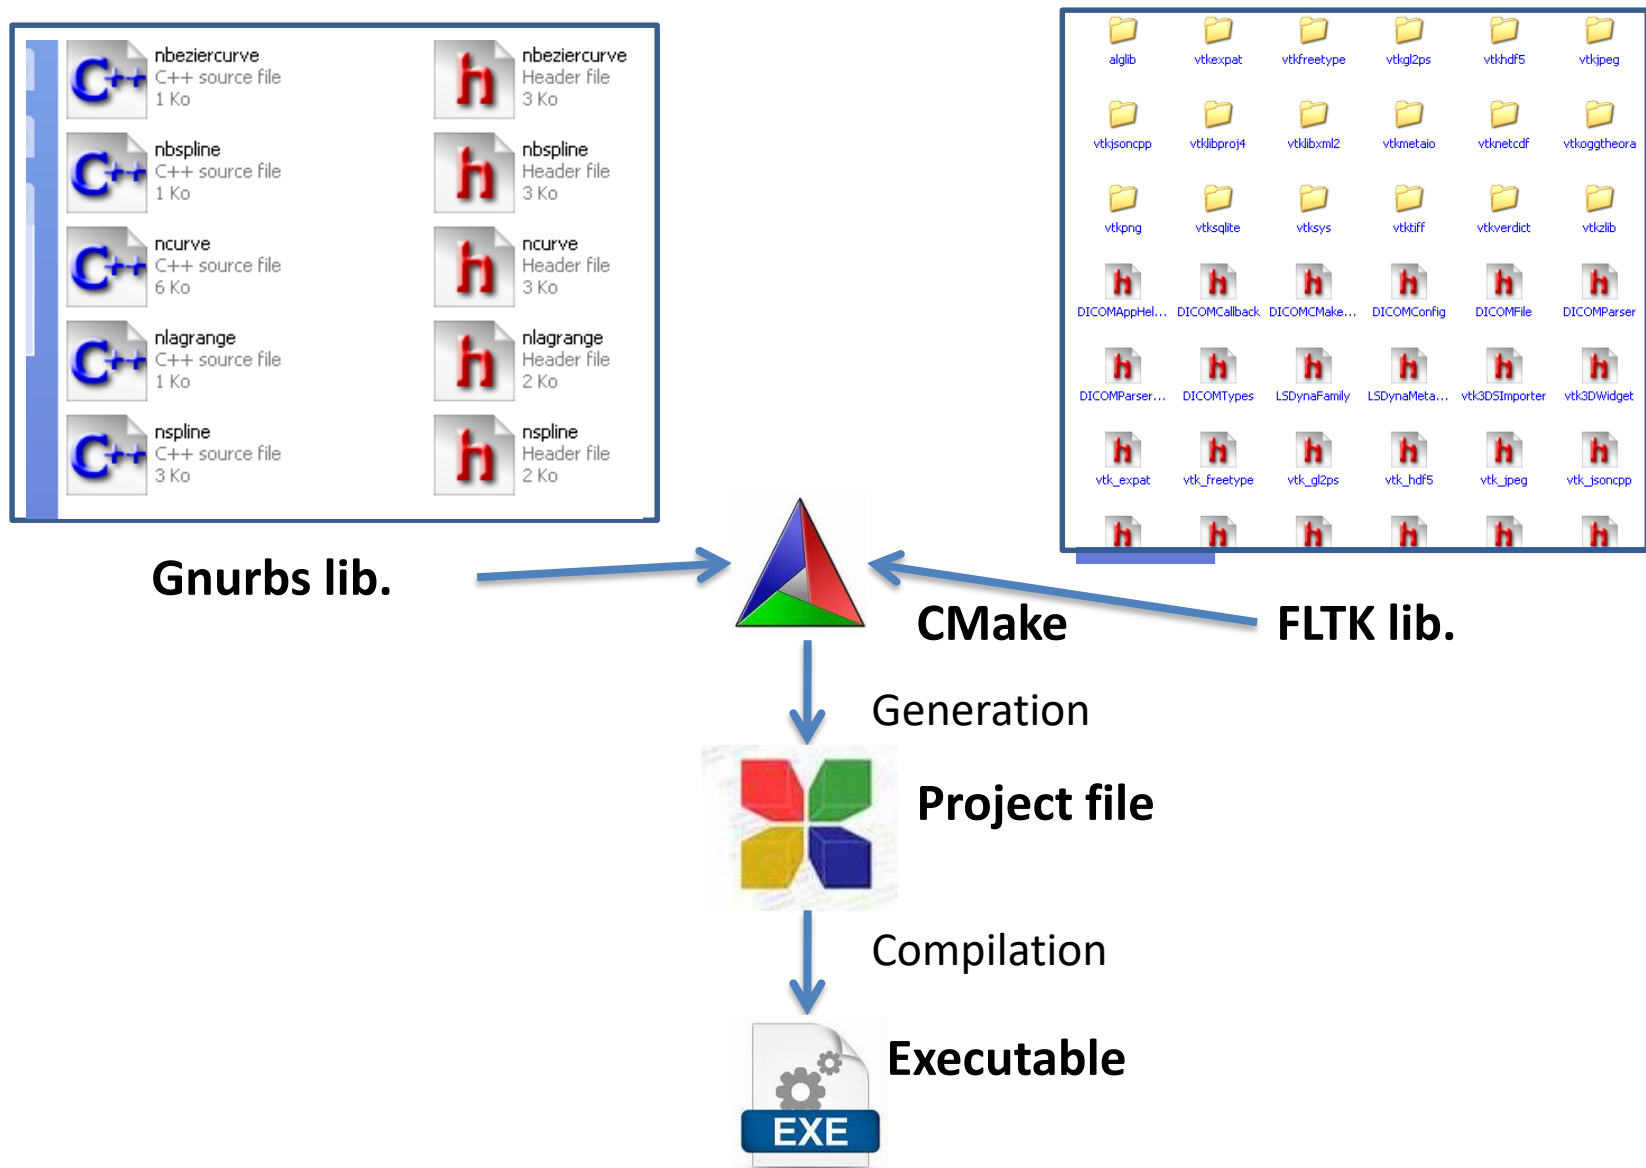 nbeziercurve
C++ source file
1 Ko
nbeziercurve
Header file
3 Ko
nbspline
C++ source file
1 Ko
nbspline
Header file
3 Ko
ncurve
C++ source file
6 Ko
ncurve
Header file
3 Ko
nlagrange
C++ source file
1 Ko
nlagrange
Header file
2 Ko
nspline
C++ source file
3 Ko
nspline
Header file
2 Ko
alglib vtkexpat vtkfreetype vtkgl2ps vtkhdf5 vtkjpeg
vtkjsoncpp vtklibproj4 vtklibxml2 vtkmetaio vtknetcdf vtkoggtheora
vtkpng vtksqlite vtksys vtktiff vtkverdict vtkzlib
DICOMAppHel... DICOMCallback DICOMCMake... DICOMConfig DICOMFile DICOMParser
DICOMParser... DICOMTypes LSDynaFamily LSDynaMeta... vtk3DSImporter vtk3DWidget
vtk_expat vtk_freetype vtk_gl2ps vtk_hdf5 vtk_jpeg vtk_jsoncpp
Gnurbs lib.
CMake
FLTK lib.
Generation
Project file
Compilation
Executable
EXE